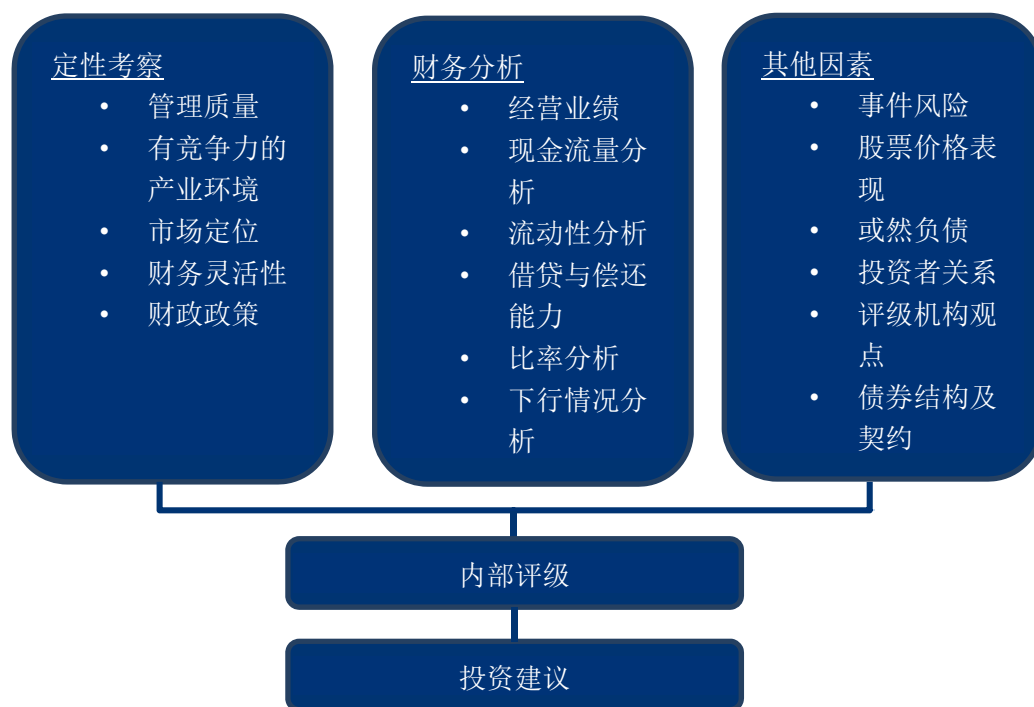 定性考察
• 管理质量
• 有竞争力的
产业环境
• 市场定位
• 财务灵活性
• 财政政策
财务分析
• 经营业绩
• 现金流量分
析
• 流动性分析
• 借贷与偿还
能力
• 比率分析
• 下行情况分
析
其他因素
• 事件风险
• 股票价格表
现
• 或然负债
• 投资者关系
• 评级机构观
点
• 债券结构及
契约
内部评级
投资建议